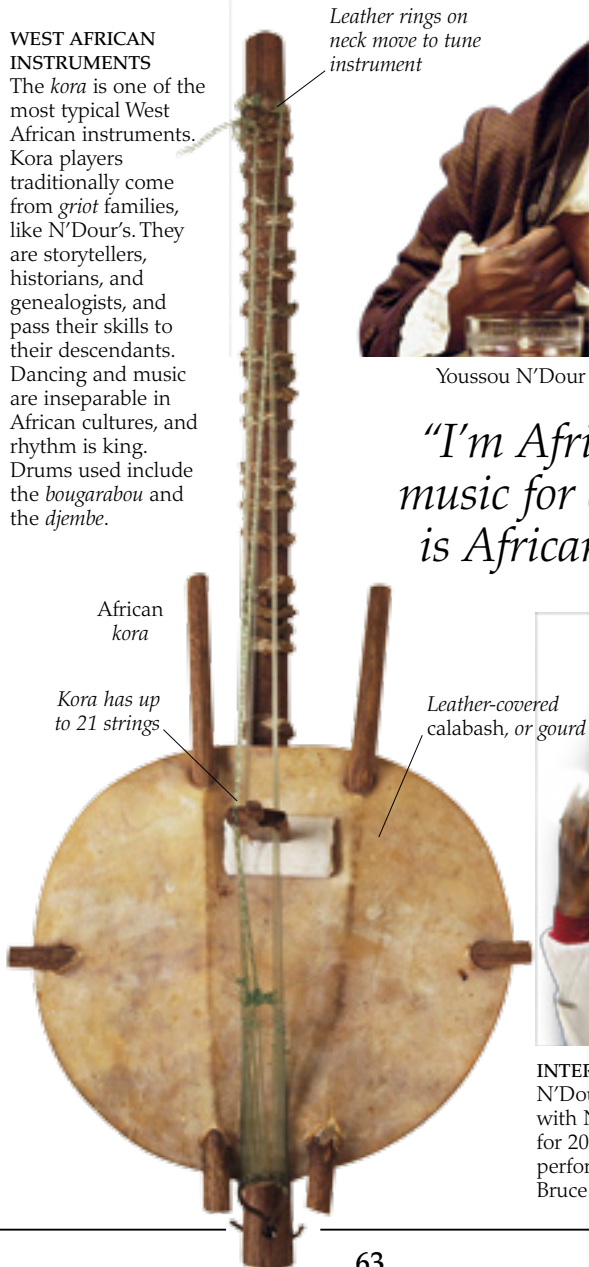 WEST AFRICAN
INSTRUMENTS
The kora is one of the
most typical West
African instruments.
Kora players
traditionally come
from griot families,
like N’Dour’s. They
are storytellers,
historians, and
genealogists, and
pass their skills to
their descendants.
Dancing and music
are inseparable in
African cultures, and
rhythm is king.
Drums used include
the bougarabou and
the djembe.
Leather rings on
neck move to tune
instrument
Youssou N’Dour
“I’m Afri
music for
is African
African
kora
Kora has up
to 21 strings
Leather-covered
calabash, or gourd
INTER
N’Dou
with N
for 20
perfor
Bruce
63